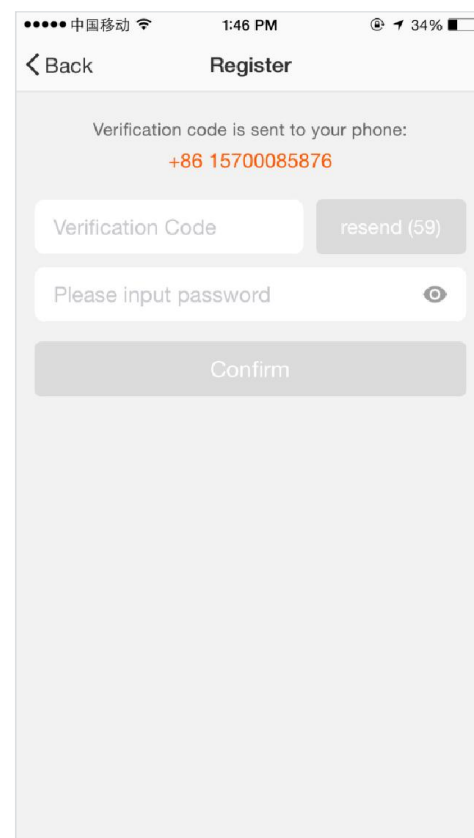 中国移动 1:46 PM 34%
Back Register
Verification code is sent to your phone:
+86 15700085876
Verification Code resend (59)
Please input password
Confirm